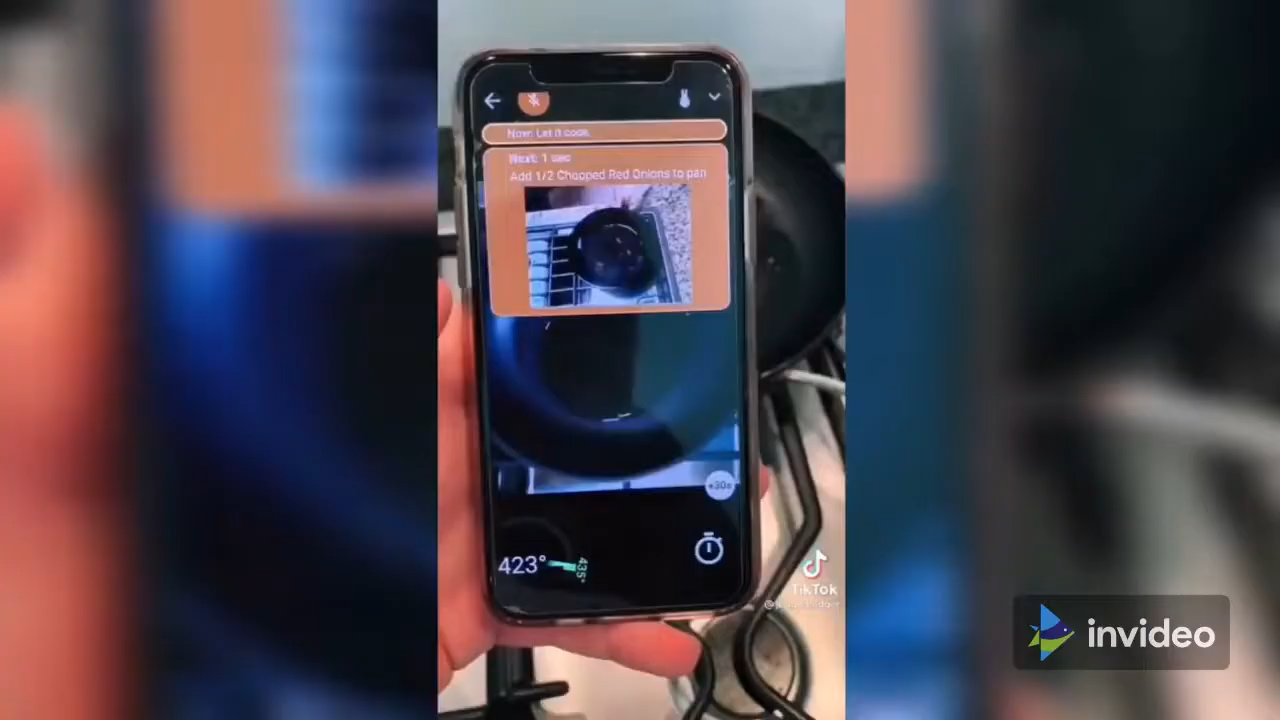 Now: Let it cook.
Next: 1 sec
Add 1/2 Chopped Red Onions to pan
+30s
423°
435°
TikTok
invideo